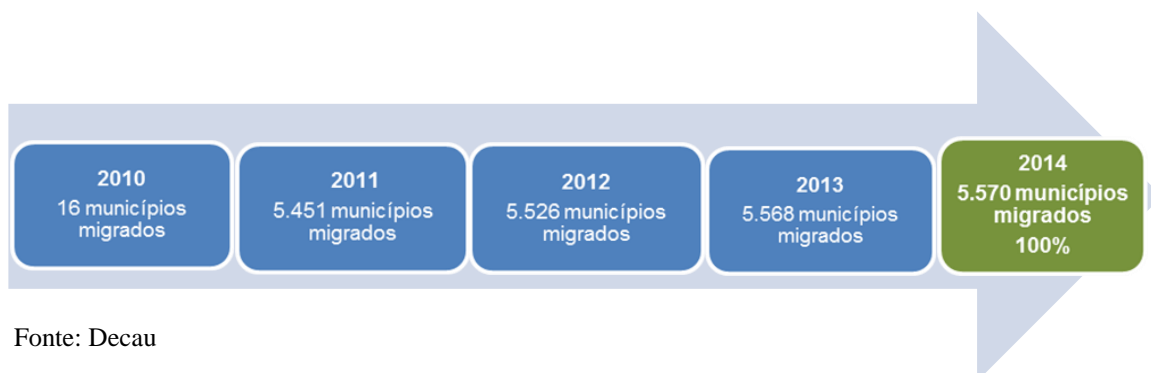 2010
16 municípios
migrados
2011
5.451 municípios
migrados
2012
5.526 municípios
migrados
2013
5.568 municípios
migrados
2014
5.570 municípios
migrados
100%
Fonte: Decau